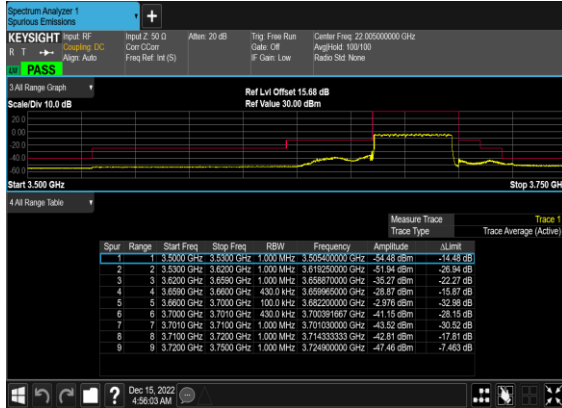 Spectrum Analyzer 1
Spurious Emissions
+
KEYSIGHT Input: RF Input Z: 50 Ω Atten: 20 dB Trig: Free Run Center Freq: 22.005000000 GHz
R T Coupling: DC Corr CCorr Gate: Off Avg|Hold: 100/100
Align: Auto Freq Ref: Int (S) IF Gain: Low Radio Std: None
PASS
3 All Range Graph Ref Lvl Offset 15.68 dB
Scale/Div 10.0 dB Ref Value 30.00 dBm
20.0
0.00
-20.0
-40.0
-60.0
Start 3.500 GHz Stop 3.750 GH
4 All Range Table
Measure Trace Trace 1
Trace Type Trace Average (Active)
Spur Range Start Freq Stop Freq RBW Frequency Amplitude ΔLimit
1 1 3.5000 GHz 3.5300 GHz 1.000 MHz 3.505400000 GHz -54.48 dBm -14.48 dB
2 2 3.5300 GHz 3.6200 GHz 1.000 MHz 3.619250000 GHz -51.94 dBm -26.94 dB
3 3 3.6200 GHz 3.6590 GHz 1.000 MHz 3.658870000 GHz -35.27 dBm -22.27 dB
4 4 3.6590 GHz 3.6600 GHz 430.0 kHz 3.659965000 GHz -28.87 dBm -15.87 dB
5 5 3.6600 GHz 3.7000 GHz 100.0 kHz 3.682200000 GHz -2.976 dBm -32.98 dB
6 6 3.7000 GHz 3.7010 GHz 430.0 kHz 3.700391667 GHz -41.15 dBm -28.15 dB
7 7 3.7010 GHz 3.7100 GHz 1.000 MHz 3.701030000 GHz -43.52 dBm -30.52 dB
8 8 3.7100 GHz 3.7200 GHz 1.000 MHz 3.714333333 GHz -42.81 dBm -17.81 dB
9 9 3.7200 GHz 3.7500 GHz 1.000 MHz 3.724900000 GHz -47.46 dBm -7.463 dB
? Dec 15, 2022
4:56:03 AM